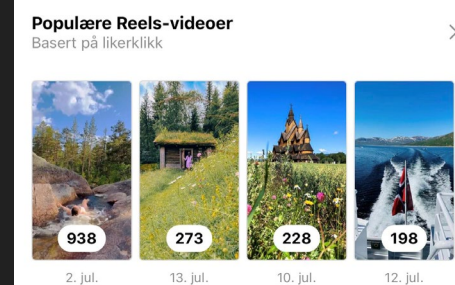 Populære Reels-videoer
Basert på likerklikk
938
273
228
198
2. jul.
13. jul.
10. jul.
12. jul.